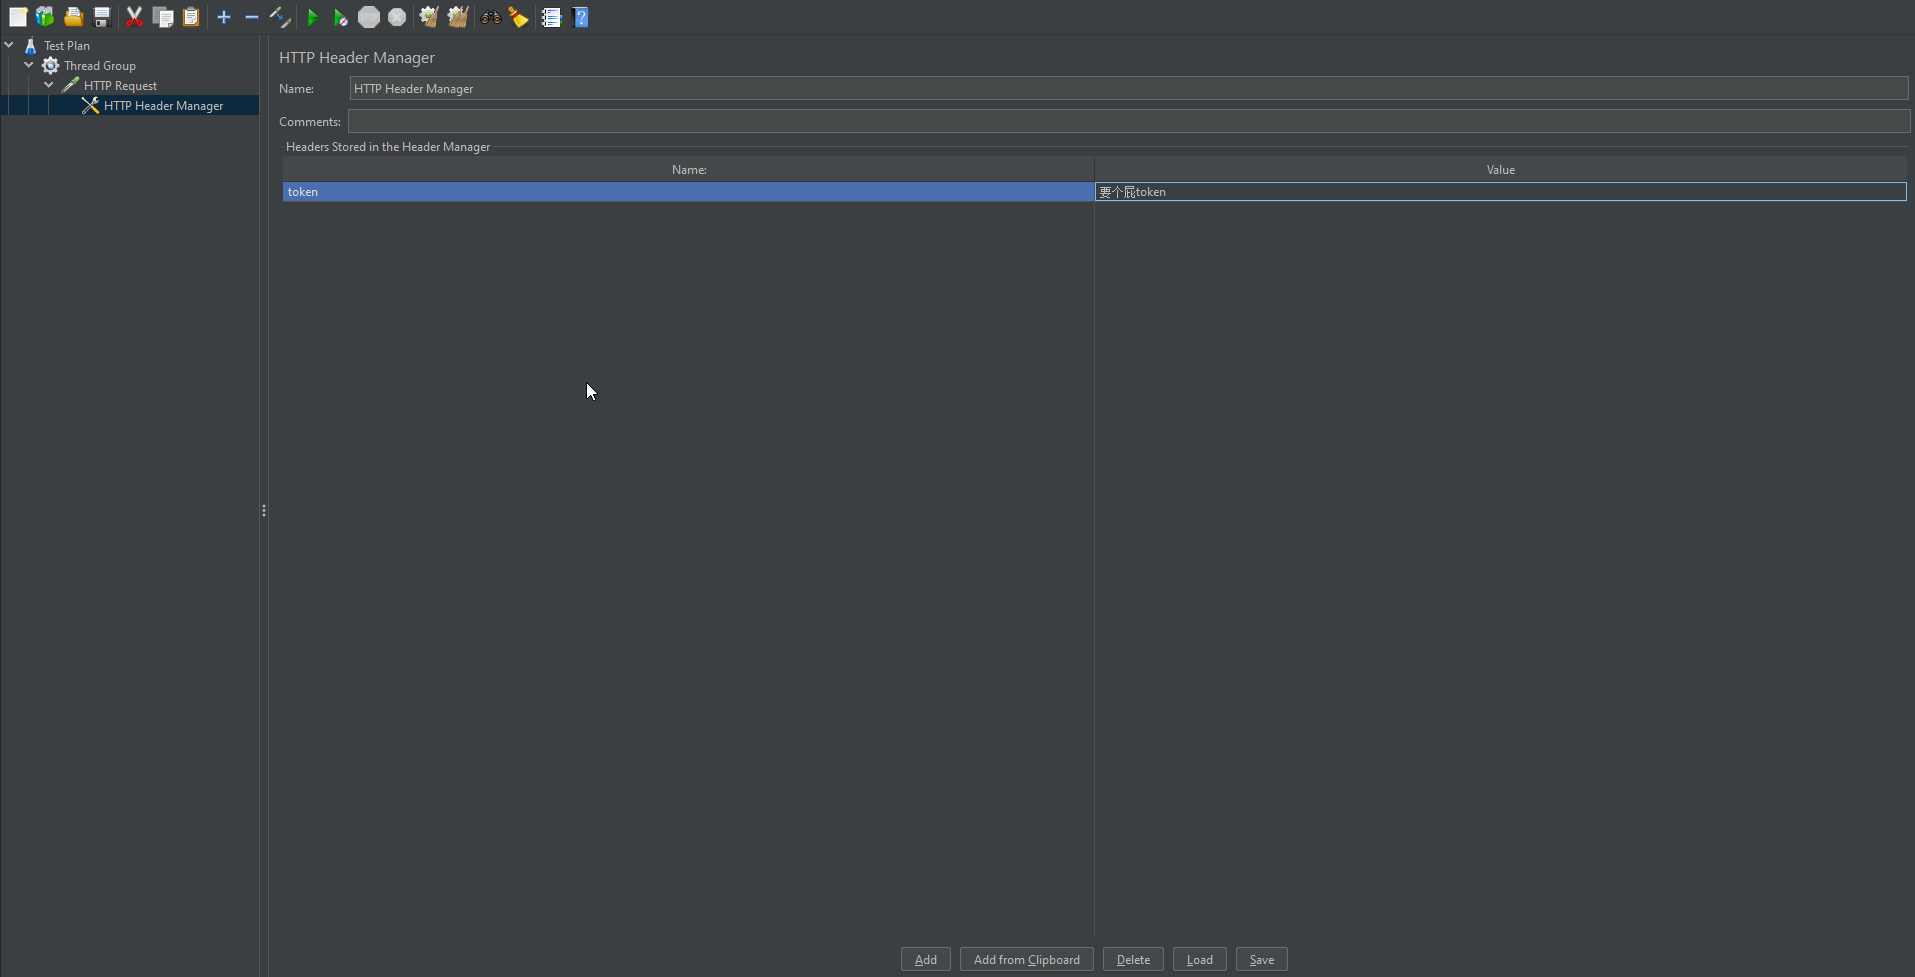 Test Plan
Thread Group
HTTP Request
HTTP Header Manager
HTTP Header Manager
Name: HTTP Header Manager
Comments:
Headers Stored in the Header Manager
Name: Value
token 要个屁token
Add Add from Clipboard Delete Load Save